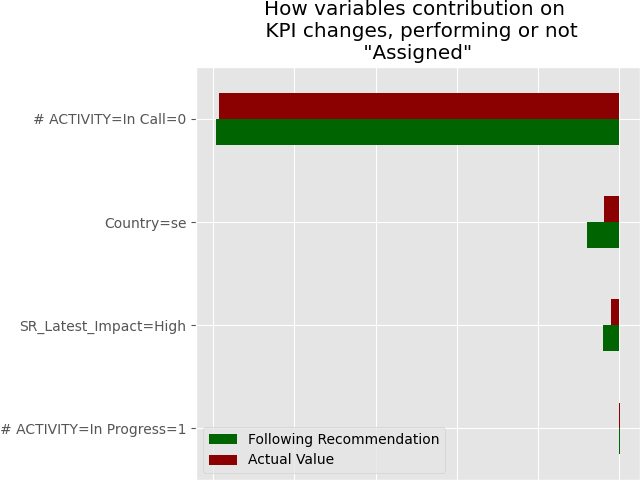 How variables contribution on
KPI changes, performing or not
"Assigned"
# ACTIVITY=In Call=0
Country=se
SR_Latest_Impact=High
# ACTIVITY=In Progress=1
Following Recommendation
Actual Value